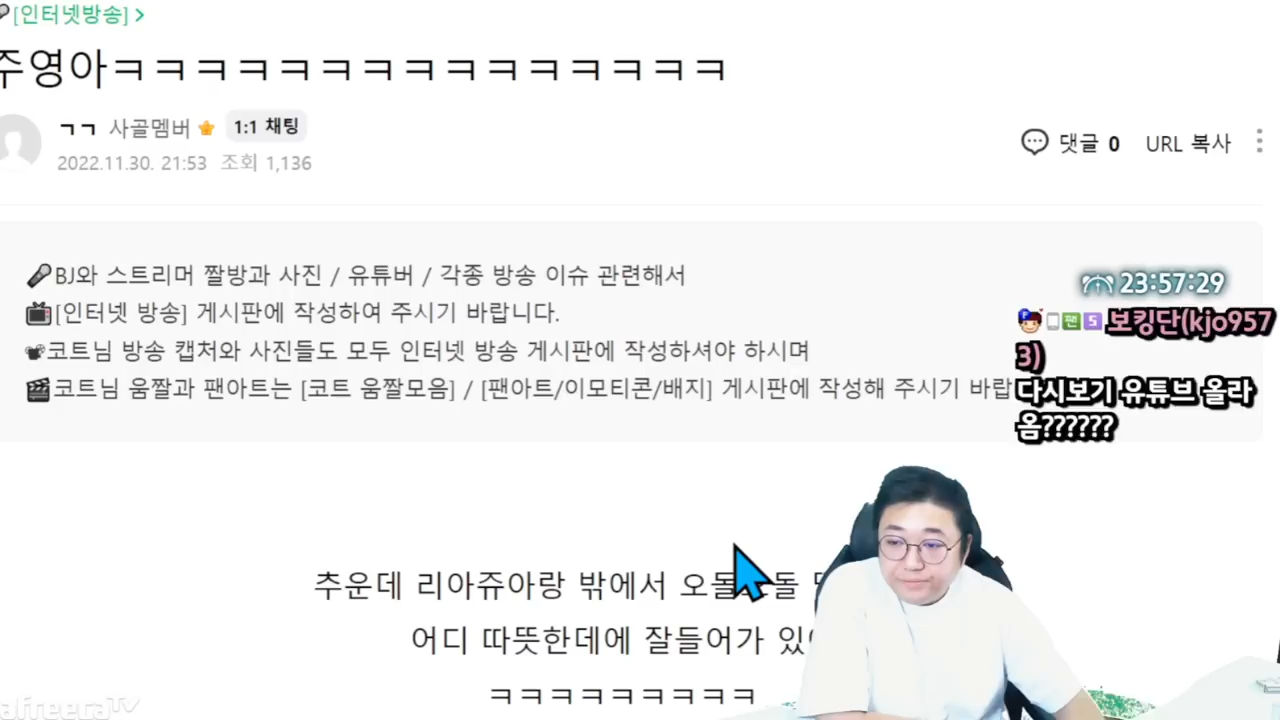 [인터넷방송] >
주영아ㅋㅋㅋㅋㅋㅋㅋㅋㅋㅋㅋㅋㅋㅋㅋ
ㄱㄱ 사골멤버 1:1 채팅
2022.11.30. 21:53 조회 1,136
댓글 0 URL 복사
BJ와 스트리머 짤방과 사진 / 유튜버 / 각종 방송 이슈 관련해서
[인터넷 방송] 게시판에 작성하여 주시기 바랍니다.
코트님 방송 캡처와 사진들도 모두 인터넷 방송 게시판에 작성하셔야 하시며
코트님 움짤과 팬아트는 [코트 움짤모음] / [팬아트/이모티콘/배지] 게시판에 작성해 주시기 바랍
23:57:29
팬 5 보킹단(kjo957
3)
다시보기 유튜브 올라
옴??????
추운데 리아쥬아랑 밖에서
어디 따뜻한데에 잘들어가
ㅋㅋㅋㅋㅋㅋㅋㅋㅋ
afreecaTV